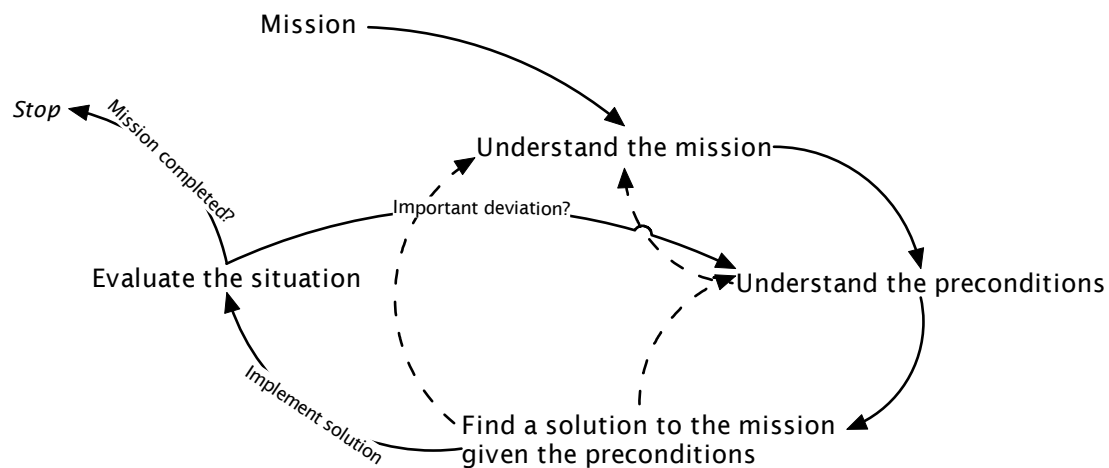 Mission
Stop
Mission completed?
Understand the mission
Important deviation?
Evaluate the situation
Understand the preconditions
Implement solution
Find a solution to the mission
given the preconditions